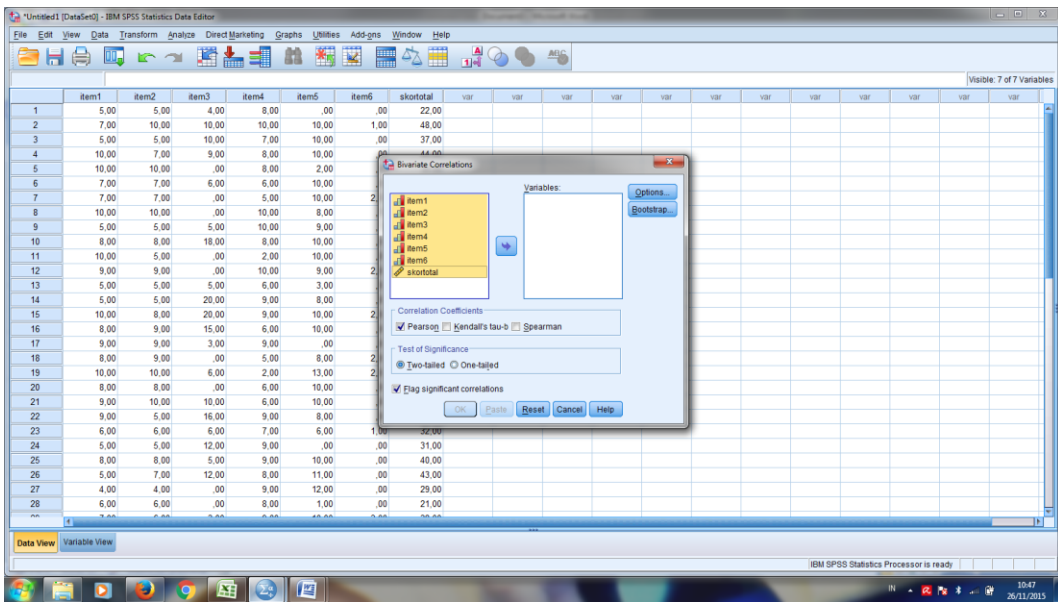 *Untitled1 [DataSet0] - IBM SPSS Statistics Data Editor
File Edit View Data Transform Analyze Direct Marketing Graphs Utilities Add-ons Window Help
Visible: 7 of 7 Variables
item1 item2 item3 item4 item5 item6 skortotal var var var var var var var var var var
1 5,00 5,00 4,00 8,00 ,00 ,00 22,00
2 7,00 10,00 10,00 10,00 10,00 1,00 48,00
3 5,00 5,00 10,00 7,00 10,00 ,00 37,00
4 10,00 7,00 9,00 8,00 10,00
5 10,00 10,00 ,00 8,00 2,00
6 7,00 7,00 6,00 6,00 10,00
7 7,00 7,00 ,00 5,00 10,00 2,
8 10,00 10,00 ,00 10,00 8,00
9 5,00 5,00 5,00 10,00 9,00
10 8,00 8,00 18,00 8,00 10,00
11 10,00 5,00 ,00 2,00 10,00
12 9,00 9,00 ,00 10,00 9,00 2,
13 5,00 5,00 5,00 6,00 3,00
14 5,00 5,00 20,00 9,00 8,00
15 10,00 8,00 20,00 9,00 10,00 2,
16 8,00 9,00 15,00 6,00 10,00
17 9,00 9,00 3,00 9,00 ,00
18 8,00 9,00 ,00 5,00 8,00 2,
19 10,00 10,00 6,00 2,00 13,00 2,
20 8,00 8,00 ,00 6,00 10,00
21 9,00 10,00 10,00 6,00 10,00
22 9,00 5,00 16,00 9,00 8,00
23 6,00 6,00 6,00 7,00 6,00 1,00 32,00
24 5,00 5,00 12,00 9,00 ,00 ,00 31,00
25 8,00 8,00 5,00 9,00 10,00 ,00 40,00
26 5,00 7,00 12,00 8,00 11,00 ,00 43,00
27 4,00 4,00 ,00 9,00 12,00 ,00 29,00
28 6,00 6,00 ,00 8,00 1,00 ,00 21,00
Bivariate Correlations
Variables:
item1
item2
item3
item4
item5
item6
skortotal
Options...
Bootstrap...
Correlation Coefficients
Pearson Kendall's tau-b Spearman
Test of Significance
Two-tailed One-tailed
Flag significant correlations
OK Paste Reset Cancel Help
Data View Variable View
IBM SPSS Statistics Processor is ready
IN
10:47
26/11/2015